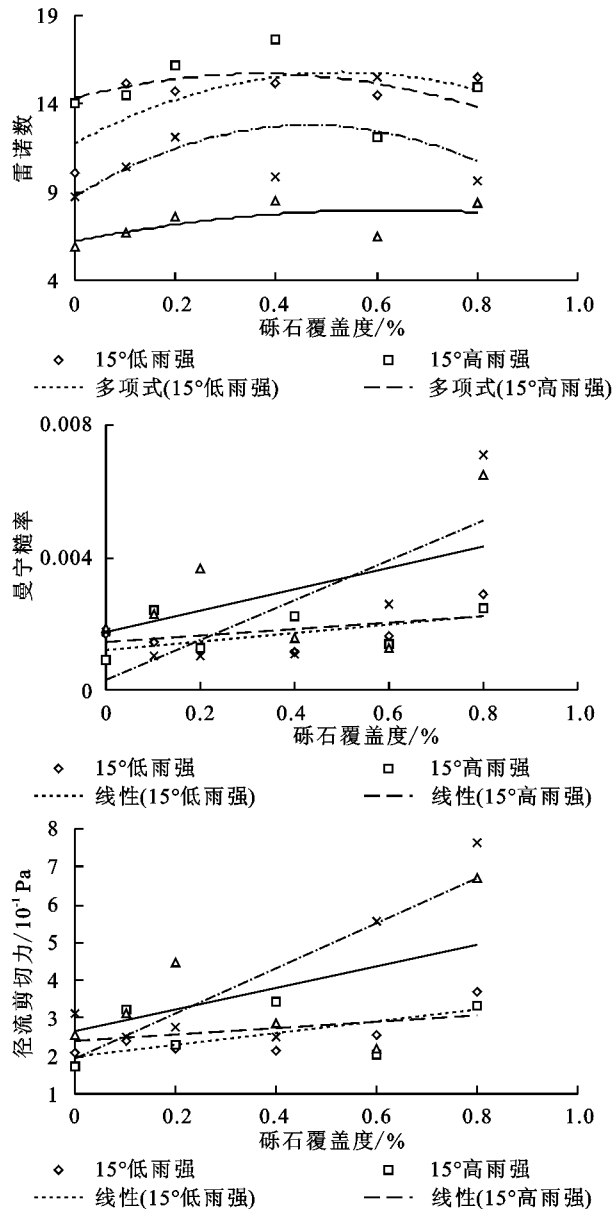 19
14
9
4
雷诺数
0 0.2 0.4 0.6 0.8 1.0
砾石覆盖度/%
15°低雨强 15°高雨强
多项式(15°低雨强) 多项式(15°高雨强)
0.008
0.004
0
曼宁糙率
0 0.2 0.4 0.6 0.8 1.0
砾石覆盖度/%
15°低雨强 15°高雨强
线性(15°低雨强) 线性(15°高雨强)
8
7
6
5
4
3
2
1
径流剪切力/10⁻¹ Pa
0 0.2 0.4 0.6 0.8 1.0
砾石覆盖度/%
15°低雨强 15°高雨强
线性(15°低雨强) 线性(15°高雨强)